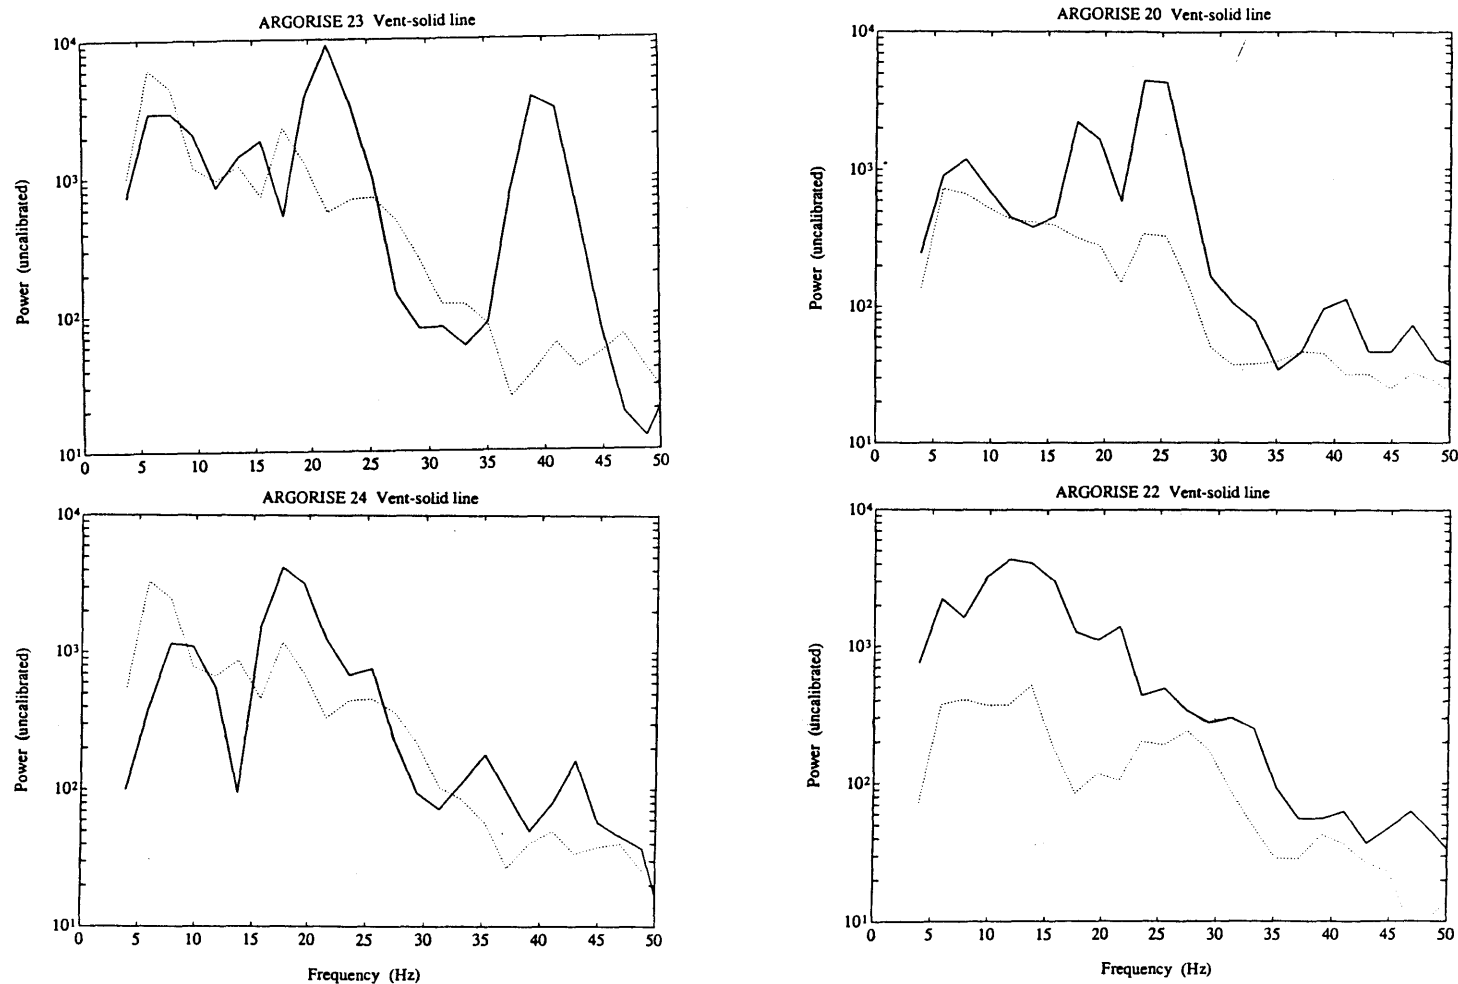 ARGORISE 23 Vent-solid line
Power (uncalibrated)
10⁴
10³
10²
10¹
0 5 10 15 20 25 30 35 40 45 50
ARGORISE 20 Vent-solid line
Power (uncalibrated)
10⁴
10³
10²
10¹
0 5 10 15 20 25 30 35 40 45 50
ARGORISE 24 Vent-solid line
Power (uncalibrated)
10⁴
10³
10²
10¹
0 5 10 15 20 25 30 35 40 45 50
Frequency (Hz)
ARGORISE 22 Vent-solid line
Power (uncalibrated)
10⁴
10³
10²
10¹
0 5 10 15 20 25 30 35 40 45 50
Frequency (Hz)